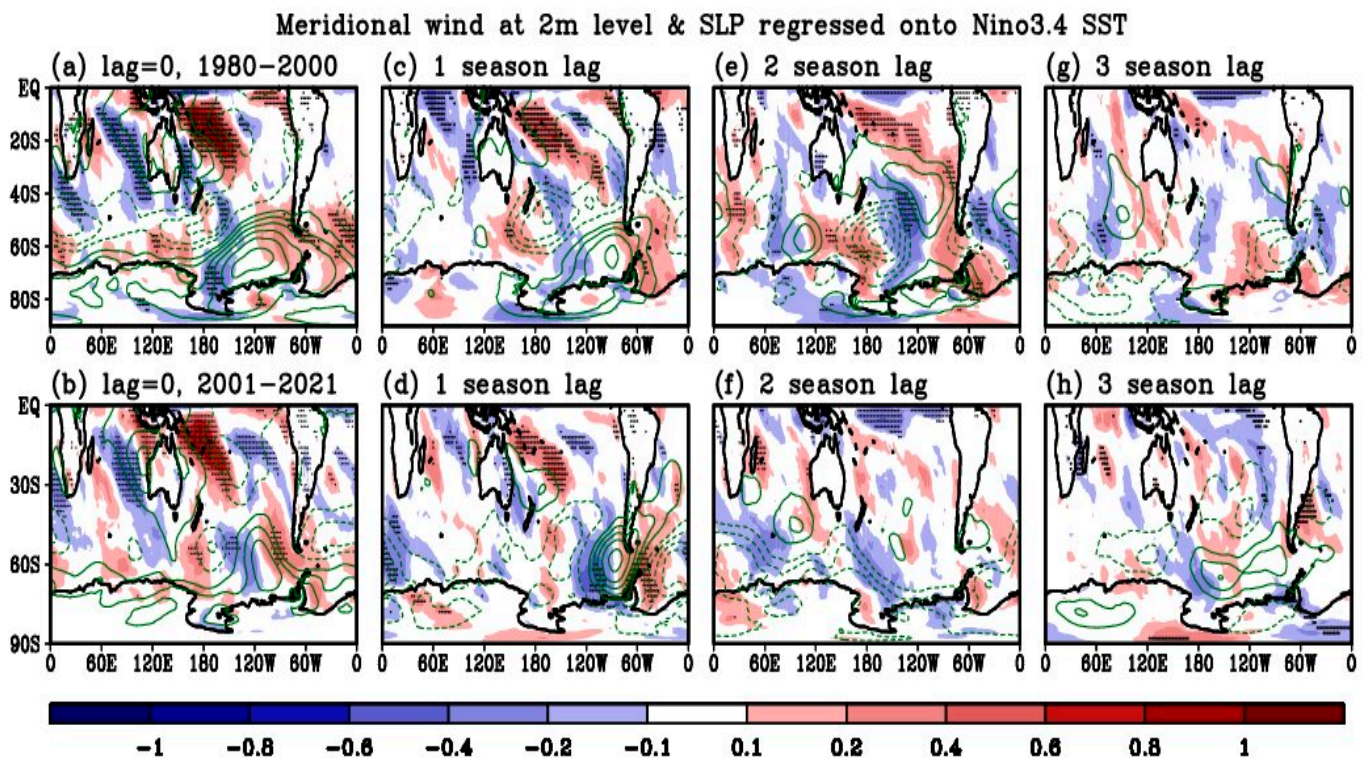 Meridional wind at 2m level & SLP regressed onto Nino3.4 SST
(a) lag=0, 1980-2000
(c) 1 season lag
(e) 2 season lag
(g) 3 season lag
EQ
20S
40S
60S
80S
0 60E 120E 180 120W 60W 0
0 60E 120E 180 120W 60W 0
0 60E 120E 180 120W 60W 0
0 60E 120E 180 120W 60W 0
(b) lag=0, 2001-2021
(d) 1 season lag
(f) 2 season lag
(h) 3 season lag
EQ
30S
60S
90S
0 60E 120E 180 120W 60W 0
0 60E 120E 180 120W 60W 0
0 60E 120E 180 120W 60W 0
0 60E 120E 180 120W 60W 0
-1 -0.8 -0.6 -0.4 -0.2 -0.1 0.1 0.2 0.4 0.6 0.8 1